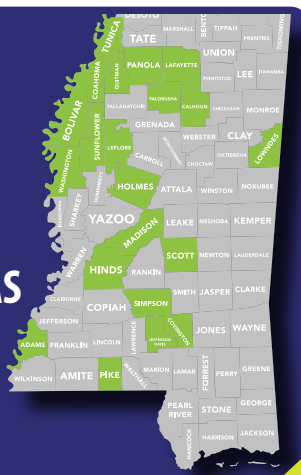 DESOTO
MARSHALL
TIPPAH
PRENTISS
TUNICA
TATE
UNION
COAHOMA
QUITMAN
PANOLA
LAFAYETTE
PONTOTOC
LEE
ITAWAMBA
BOLIVAR
TALLAHATCHIE
YALOBUSHA
CALHOUN
CHICKASAW
MONROE
SUNFLOWER
GRENADA
WASHINGTON
LEFLORE
CARROLL
MONTGOMERY
WEBSTER
CLAY
LOWNDES
CHOCTAW
OKTIBBEHA
HUMPHREYS
HOLMES
ATTALA
WINSTON
NOXUBEE
ISSAQUENA
SHARKEY
YAZOO
MADISON
LEAKE
NESHOBA
KEMPER
WARREN
HINDS
RANKIN
SCOTT
NEWTON
LAUDERDALE
AS
CLAIBORNE
COPIAH
SIMPSON
SMITH
JASPER
CLARKE
JEFFERSON
ADAMS
FRANKLIN
LINCOLN
LAWRENCE
JEFFERSON DAVIS
COVINGTON
JONES
WAYNE
WILKINSON
AMITE
PIKE
WALTHALL
MARION
LAMAR
FORREST
PERRY
GREENE
PEARL
RIVER
STONE
GEORGE
HANCOCK
HARRISON
JACKSON